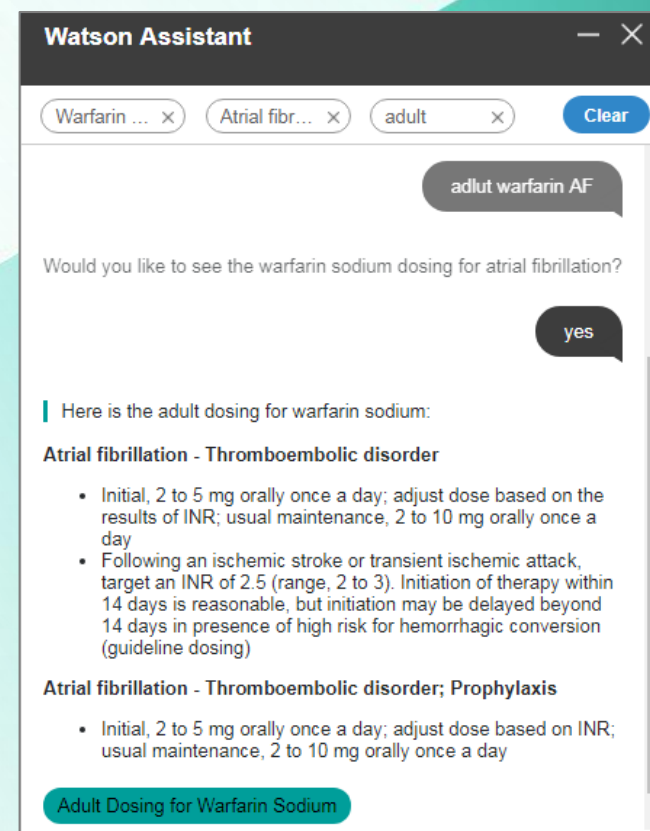 Watson Assistant
Warfarin ...
Atrial fibr...
adult
Clear
adlut warfarin AF
Would you like to see the warfarin sodium dosing for atrial fibrillation?
yes
Here is the adult dosing for warfarin sodium:
Atrial fibrillation - Thromboembolic disorder
• Initial, 2 to 5 mg orally once a day; adjust dose based on the
results of INR; usual maintenance, 2 to 10 mg orally once a
day
• Following an ischemic stroke or transient ischemic attack,
target an INR of 2.5 (range, 2 to 3). Initiation of therapy within
14 days is reasonable, but initiation may be delayed beyond
14 days in presence of high risk for hemorrhagic conversion
(guideline dosing)
Atrial fibrillation - Thromboembolic disorder; Prophylaxis
• Initial, 2 to 5 mg orally once a day; adjust dose based on INR;
usual maintenance, 2 to 10 mg orally once a day
Adult Dosing for Warfarin Sodium